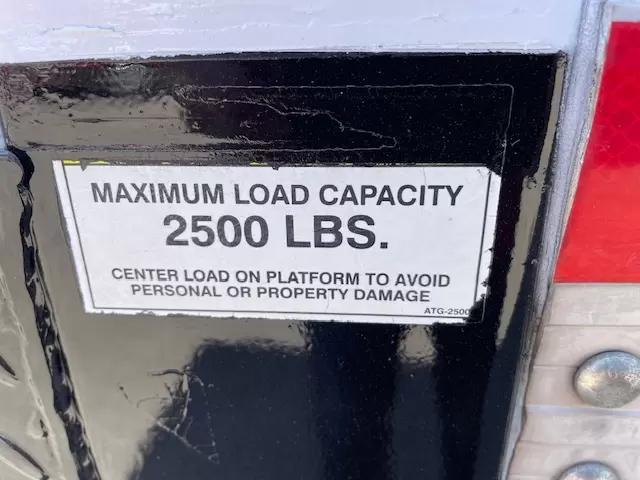 MAXIMUM LOAD CAPACITY
2500 LBS.
CENTER LOAD ON PLATFORM TO AVOID
PERSONAL OR PROPERTY DAMAGE
ATG-2500